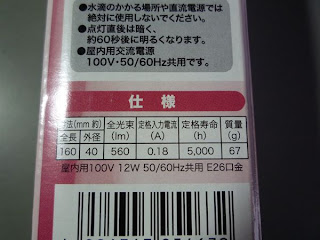 ●水滴のかかる場所や直流電源では
絶対に使用しないでください。
●点灯直後は暗く、
約60秒後に明るくなります。
●屋内用交流電源
100V・50/60Hz共用です。
仕様
寸法(mm 約) 全光束 定格入力電流 定格寿命 質量
全長 外径 (lm) (A) (h) (g)
160 40 560 0.18 5,000 67
屋内用100V 12W 50/60Hz共用 E26口金